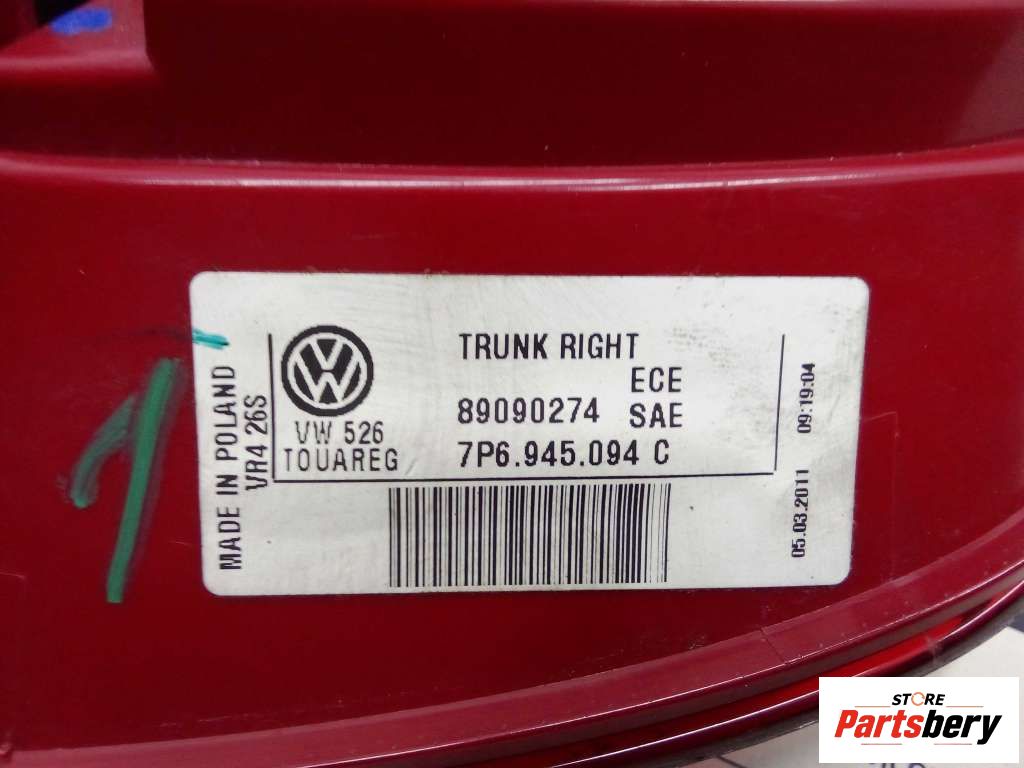 TRUNK RIGHT
ECE
89090274 SAE
7P6.945.094 C
VW 526
TOUAREG
MADE IN POLAND
VR4 26S
05.03.2011 09:19:04
1
STORE
Partsbery